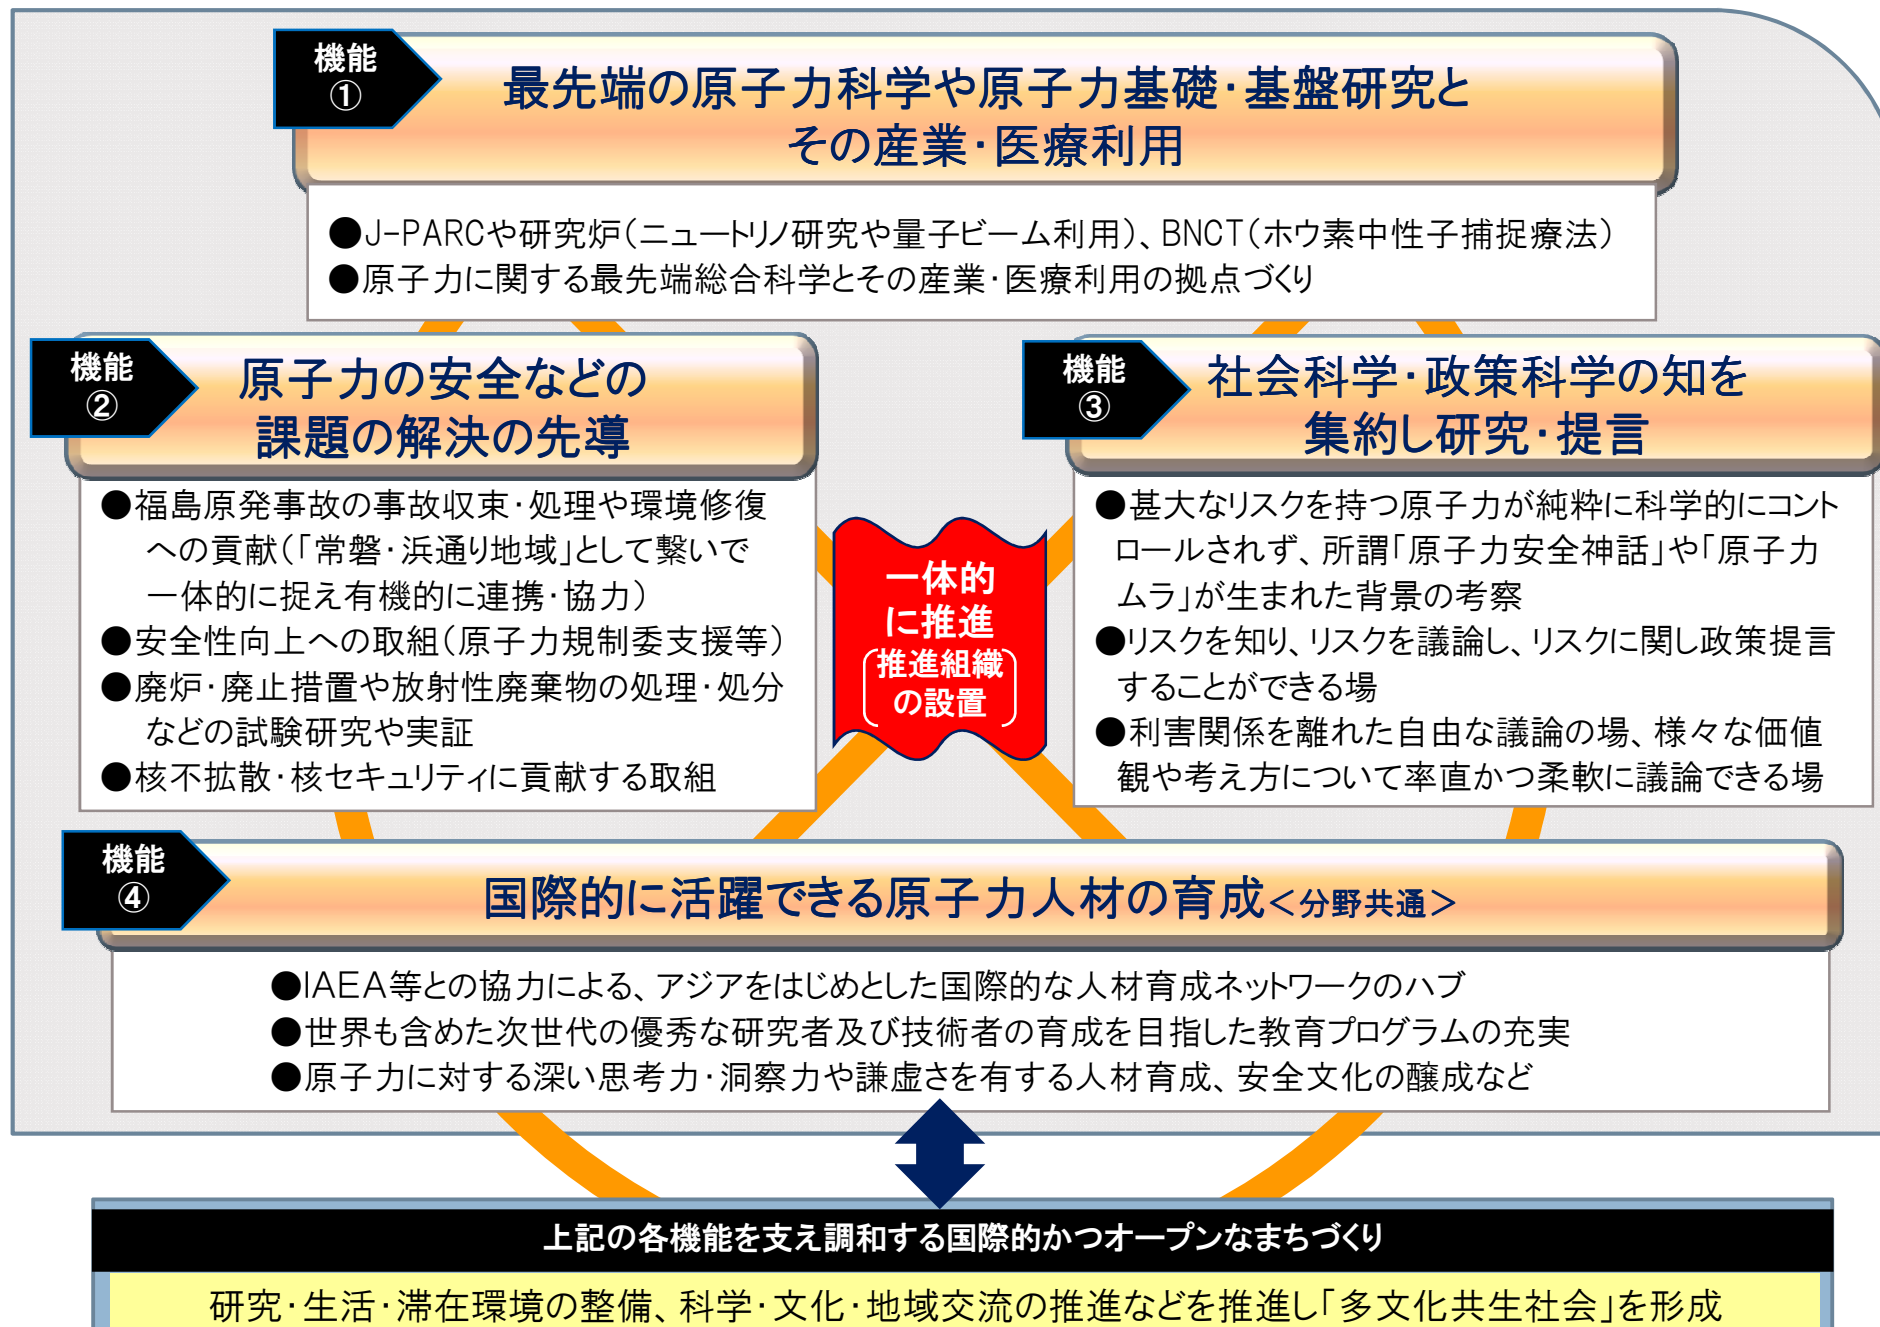 機能
①
最先端の原子力科学や原子力基礎・基盤研究と
その産業・医療利用
●J-PARCや研究炉（ニュートリノ研究や量子ビーム利用）、BNCT（ホウ素中性子捕捉療法）
●原子力に関する最先端総合科学とその産業・医療利用の拠点づくり
機能
②
原子力の安全などの
課題の解決の先導
●福島原発事故の事故収束・処理や環境修復
への貢献（「常磐・浜通り地域」として繋いで
一体的に捉え有機的に連携・協力）
●安全性向上への取組（原子力規制委支援等）
●廃炉・廃止措置や放射性廃棄物の処理・処分
などの試験研究や実証
●核不拡散・核セキュリティに貢献する取組
一体的
に推進
推進組織
の設置
機能
③
社会科学・政策科学の知を
集約し研究・提言
●甚大なリスクを持つ原子力が純粋に科学的にコント
ロールされず、所謂「原子力安全神話」や「原子力
ムラ」が生まれた背景の考察
●リスクを知り、リスクを議論し、リスクに関し政策提言
することができる場
●利害関係を離れた自由な議論の場、様々な価値
観や考え方について率直かつ柔軟に議論できる場
機能
④
国際的に活躍できる原子力人材の育成＜分野共通＞
●IAEA等との協力による、アジアをはじめとした国際的な人材育成ネットワークのハブ
●世界も含めた次世代の優秀な研究者及び技術者の育成を目指した教育プログラムの充実
●原子力に対する深い思考力・洞察力や謙虚さを有する人材育成、安全文化の醸成など
上記の各機能を支え調和する国際的かつオープンなまちづくり
研究・生活・滞在環境の整備、科学・文化・地域交流の推進などを推進し「多文化共生社会」を形成